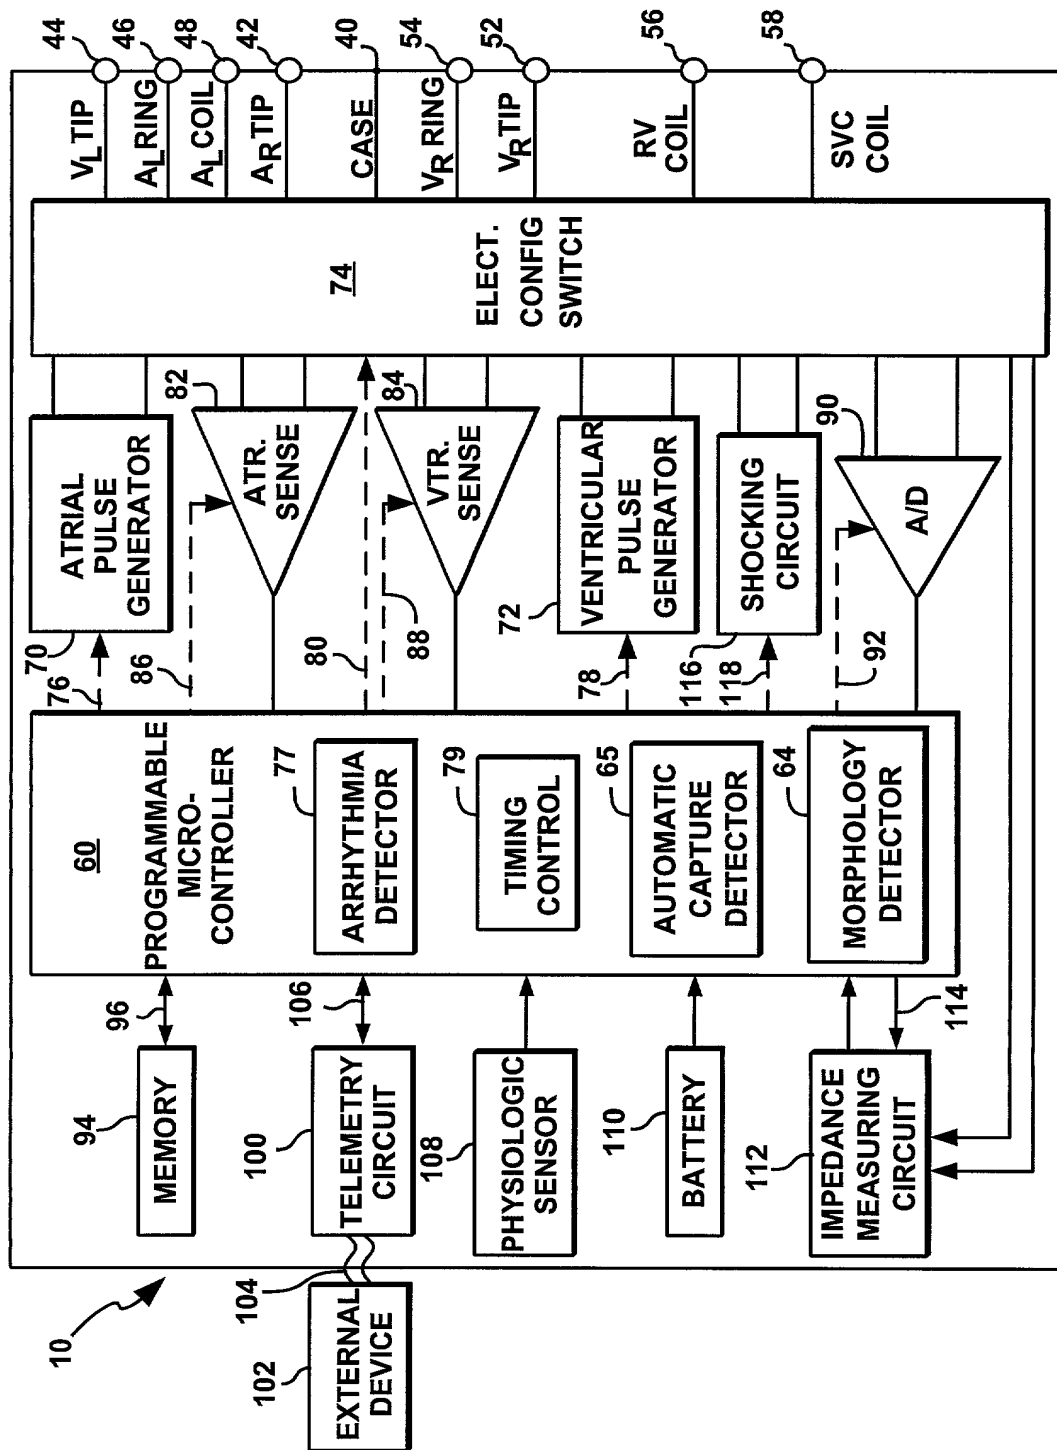 10
102
EXTERNAL
DEVICE
104
94
MEMORY
96
100
TELEMETRY
CIRCUIT
106
108
PHYSIOLOGIC
SENSOR
110
BATTERY
112
IMPEDANCE
MEASURING
CIRCUIT
114
60
PROGRAMMABLE
MICRO-
CONTROLLER
77
ARRHYTHMIA
DETECTOR
79
TIMING
CONTROL
65
AUTOMATIC
CAPTURE
DETECTOR
64
MORPHOLOGY
DETECTOR
70
ATRIAL
PULSE
GENERATOR
76
86
82
ATR.
SENSE
80
88
84
VTR.
SENSE
72
VENTRICULAR
PULSE
GENERATOR
78
116
SHOCKING
CIRCUIT
118
90
A/D
92
74
ELECT.
CONFIG
SWITCH
VL TIP
44
AL RING
46
AL COIL
48
AR TIP
42
CASE
40
VR RING
54
VR TIP
52
RV
COIL
56
SVC
COIL
58